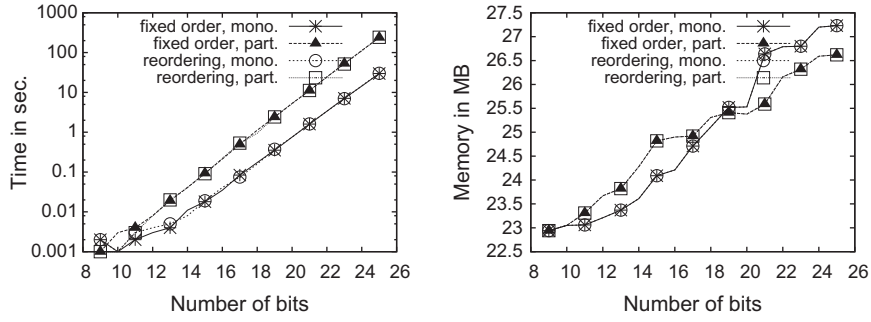 1000
100
10
1
0.1
0.01
0.001
Time in sec.
fixed order, mono.
fixed order, part.
reordering, mono.
reordering, part.
8 10 12 14 16 18 20 22 24 26
Number of bits
27.5
27
26.5
26
25.5
25
24.5
24
23.5
23
22.5
Memory in MB
fixed order, mono.
fixed order, part.
reordering, mono.
reordering, part.
8 10 12 14 16 18 20 22 24 26
Number of bits